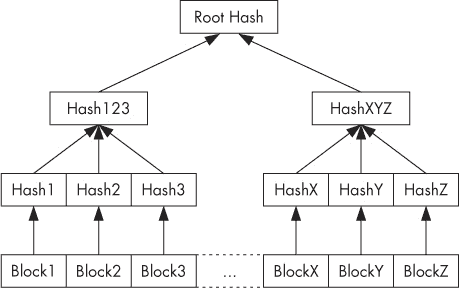 Root Hash
Hash123 HashXYZ
Hash1 Hash2 Hash3 HashX HashY HashZ
Block1 Block2 Block3 ... BlockX BlockY BlockZ